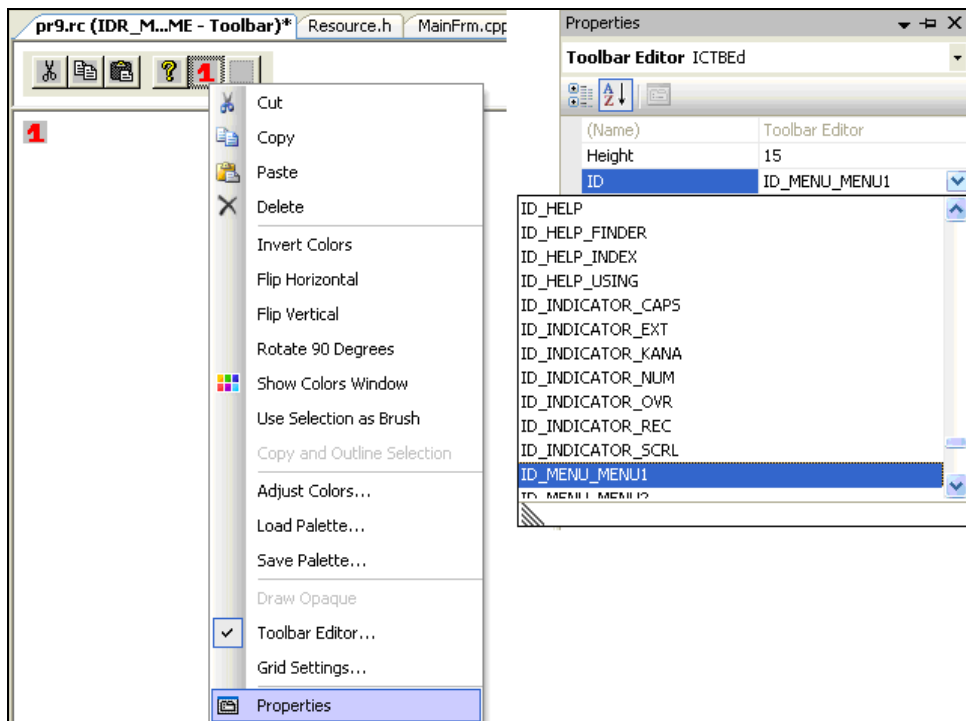 pr9.rc (IDR_M...ME - Toolbar)* Resource.h MainFrm.cpp
1
Cut
1
Copy
Paste
Delete
Invert Colors
Flip Horizontal
Flip Vertical
Rotate 90 Degrees
Show Colors Window
Use Selection as Brush
Copy and Outline Selection
Adjust Colors...
Load Palette...
Save Palette...
Draw Opaque
Toolbar Editor...
Grid Settings...
Properties
Properties
Toolbar Editor ICTBEd
(Name) Toolbar Editor
Height 15
ID ID_MENU_MENU1
ID_HELP
ID_HELP_FINDER
ID_HELP_INDEX
ID_HELP_USING
ID_INDICATOR_CAPS
ID_INDICATOR_EXT
ID_INDICATOR_KANA
ID_INDICATOR_NUM
ID_INDICATOR_OVR
ID_INDICATOR_REC
ID_INDICATOR_SCRL
ID_MENU_MENU1